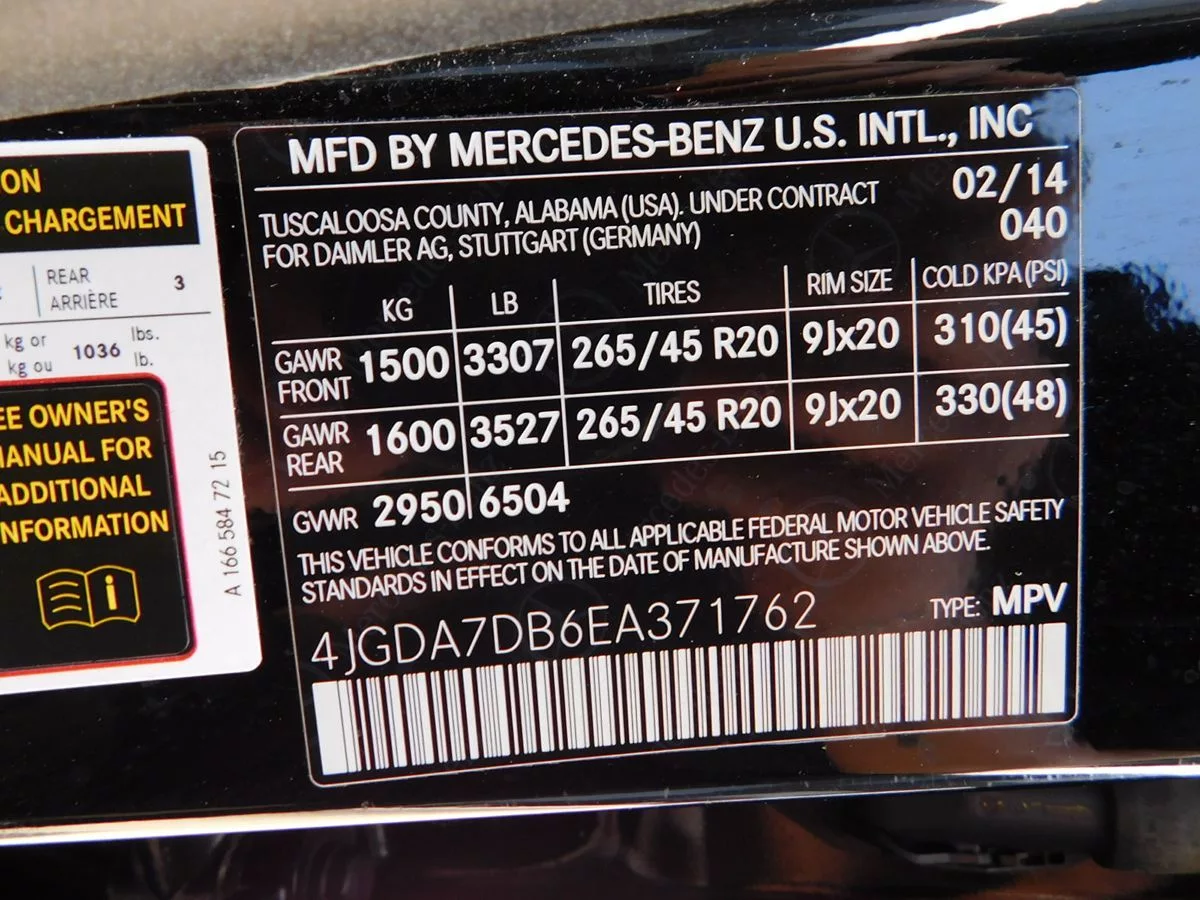 ON
CHARGEMENT
REAR
ARRIÈRE
3
kg or
kg ou
1036
lbs.
lb.
EE OWNER'S
ANUAL FOR
ADDITIONAL
NFORMATION
A 166 584 72 15
MFD BY MERCEDES-BENZ U.S. INTL., INC
TUSCALOOSA COUNTY, ALABAMA (USA). UNDER CONTRACT
FOR DAIMLER AG, STUTTGART (GERMANY)
02/14
040
KG LB TIRES RIM SIZE COLD KPA (PSI)
GAWR FRONT 1500 3307 265/45 R20 9Jx20 310(45)
GAWR REAR 1600 3527 265/45 R20 9Jx20 330(48)
GVWR 2950 6504
THIS VEHICLE CONFORMS TO ALL APPLICABLE FEDERAL MOTOR VEHICLE SAFETY
STANDARDS IN EFFECT ON THE DATE OF MANUFACTURE SHOWN ABOVE.
4JGDA7DB6EA371762 TYPE: MPV